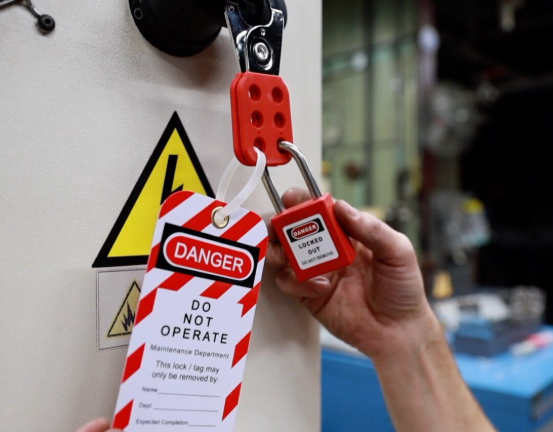 DANGER
LOCKED
OUT
DO NOT REMOVE
DANGER
DO
NOT
OPERATE
Maintenance Department
This lock / tag may
only be removed by
Name
Dept
Expected Completion